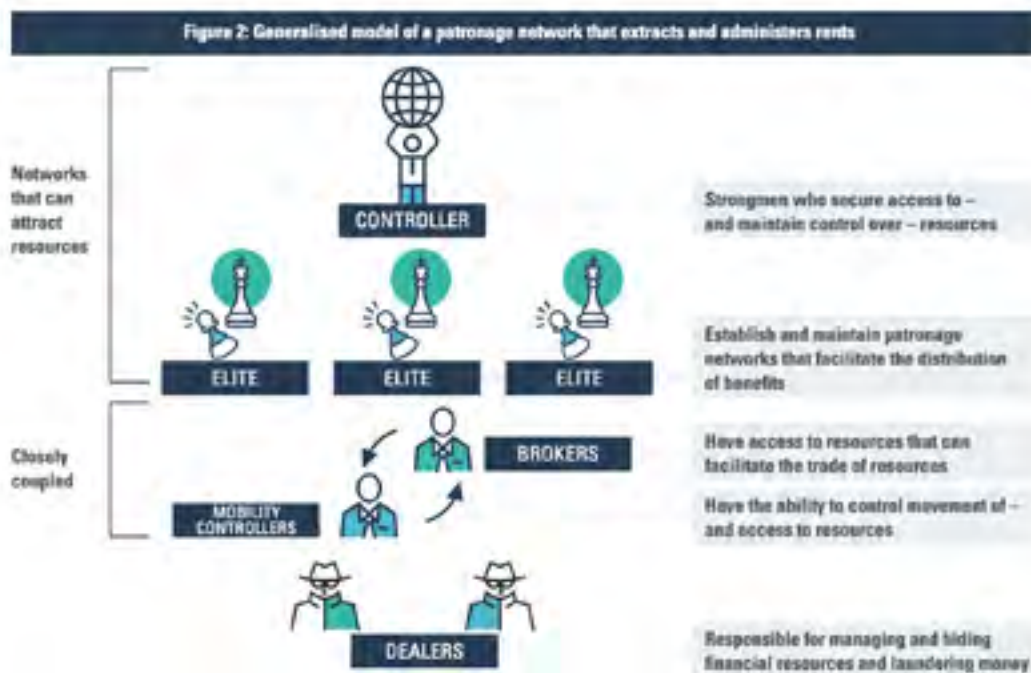 Figure 2: Generalised model of a patronage network that extracts and administers rents
Networks
that can
attract
resources
CONTROLLER
Strongmen who secure access to –
and maintain control over – resources
ELITE
ELITE
ELITE
Establish and maintain patronage
networks that facilitate the distribution
of benefits
Closely
coupled
BROKERS
Have access to resources that can
facilitate the trade of resources
MOBILITY
CONTROLLERS
Have the ability to control movement of –
and access to resources
DEALERS
Responsible for managing and hiding
financial resources and laundering money